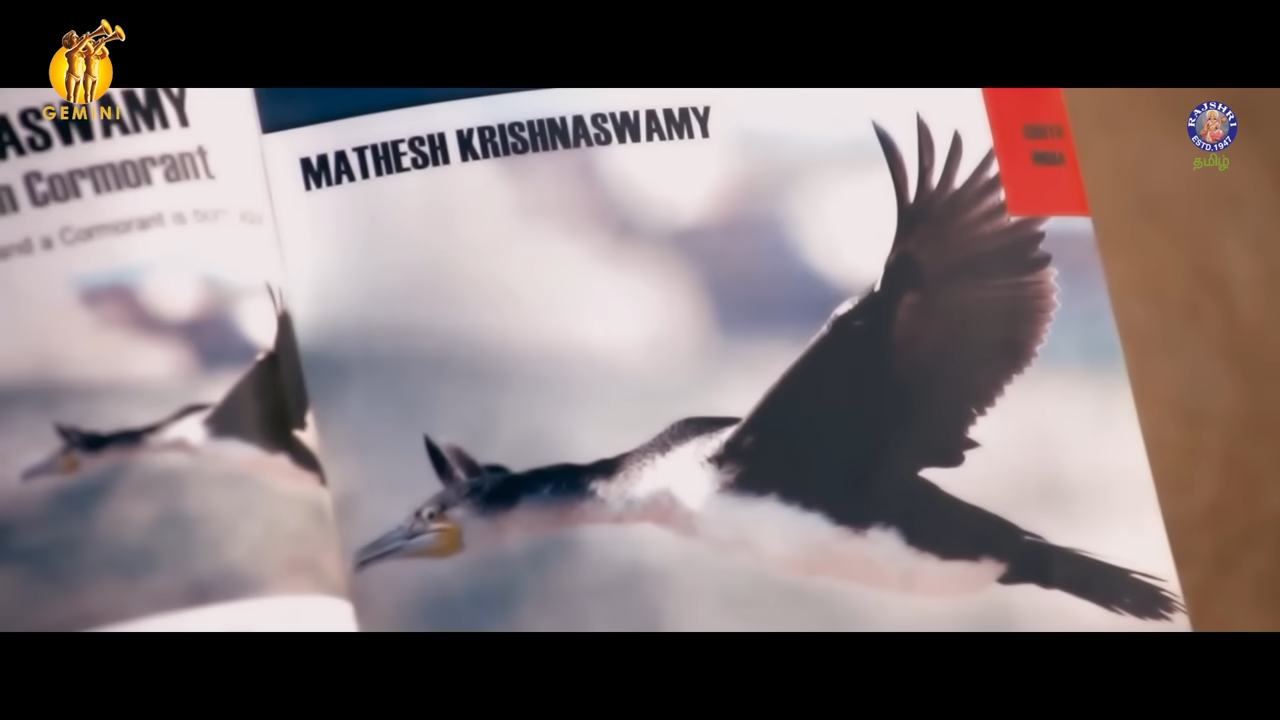 GEMINI
ASWAMY
n Cormorant
and a Cormorant is
MATHESH KRISHNASWAMY
RAJSHRI
ESTD.1947
தமிழ்